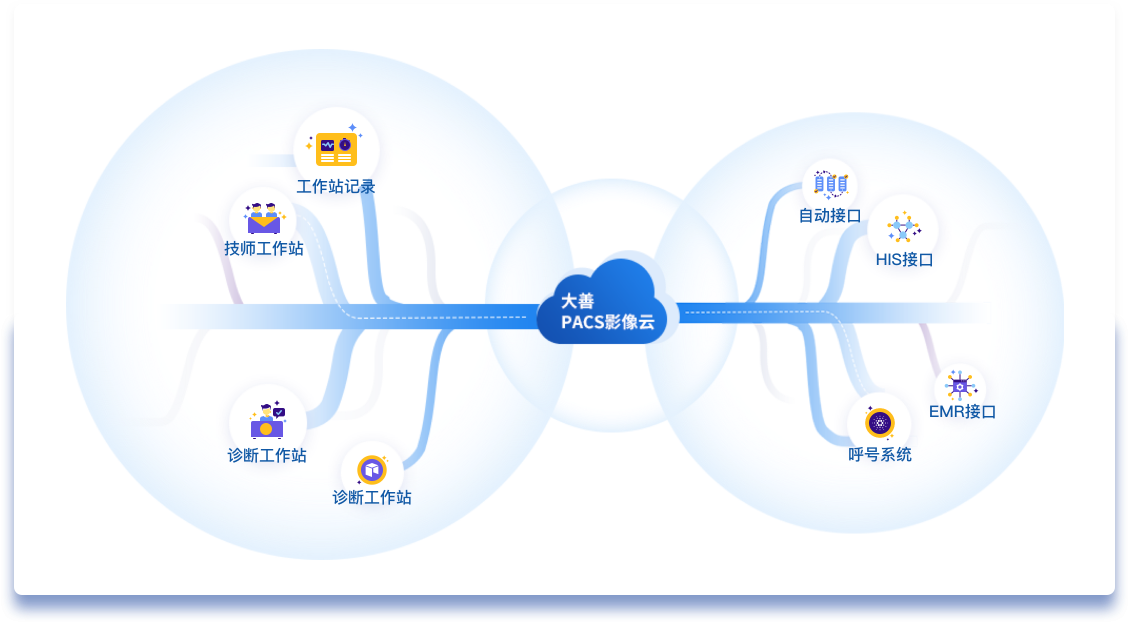 工作站记录
技师工作站
诊断工作站
诊断工作站
大善
PACS影像云
自动接口
HIS接口
EMR接口
呼号系统